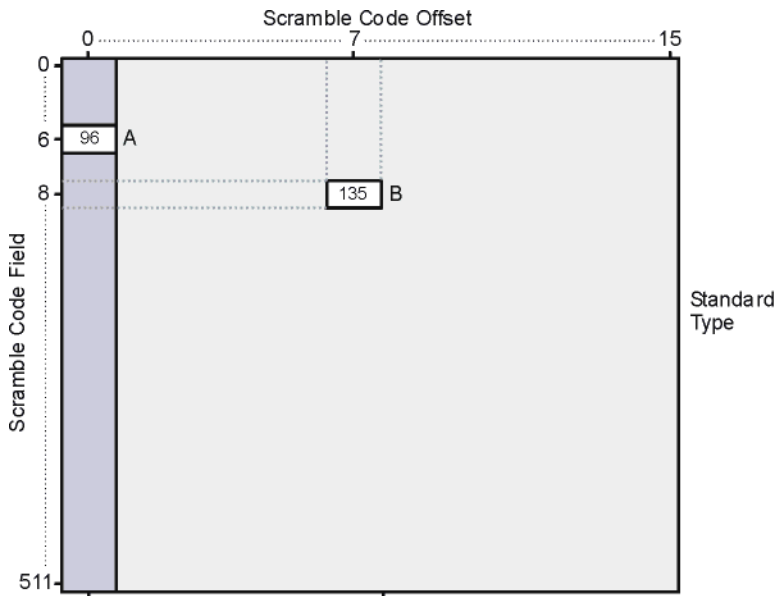 Scramble Code Offset
0 7 15
0
6 96 A
8 135 B
Scramble Code Field
Standard
Type
511